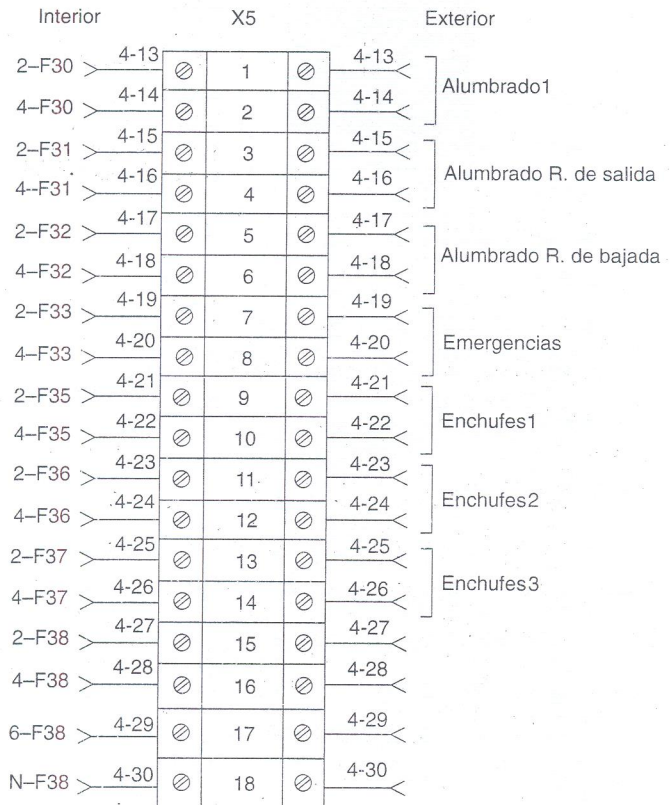 Interior X5 Exterior
2–F30 4-13 1 4-13
Alumbrado1
4–F30 4-14 2 4-14
2–F31 4-15 3 4-15
Alumbrado R. de salida
4--F31 4-16 4 4-16
2–F32 4-17 5 4-17
Alumbrado R. de bajada
4–F32 4-18 6 4-18
2–F33 4-19 7 4-19
Emergencias
4–F33 4-20 8 4-20
2–F35 4-21 9 4-21
Enchufes1
4–F35 4-22 10 4-22
2–F36 4-23 11 4-23
Enchufes2
4–F36 4-24 12 4-24
2–F37 4-25 13 4-25
Enchufes3
4–F37 4-26 14 4-26
2–F38 4-27 15 4-27
4–F38 4-28 16 4-28
6–F38 4-29 17 4-29
N–F38 4-30 18 4-30